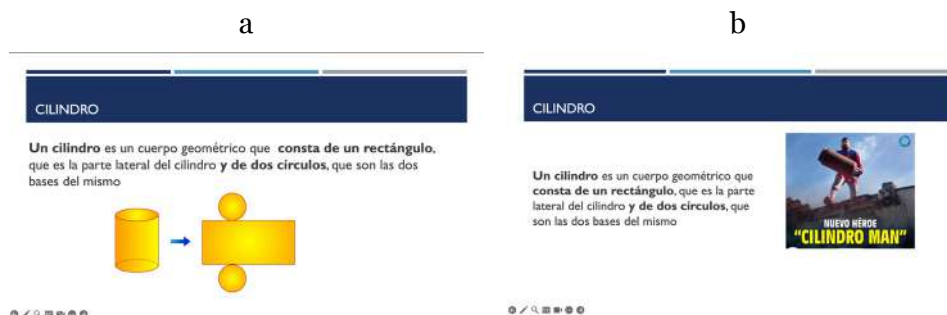 a
CILINDRO
Un cilindro es un cuerpo geométrico que consta de un rectángulo,
que es la parte lateral del cilindro y de dos círculos, que son las dos
bases del mismo
b
CILINDRO
Un cilindro es un cuerpo geométrico que
consta de un rectángulo, que es la parte
lateral del cilindro y de dos círculos, que
son las dos bases del mismo
NUEVO HÉROE
"CILINDRO MAN"